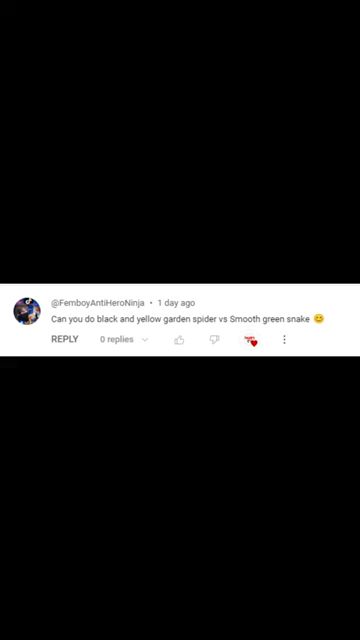 @FemboyAntiHeroNinja • 1 day ago
Can you do black and yellow garden spider vs Smooth green snake 😊
REPLY 0 replies